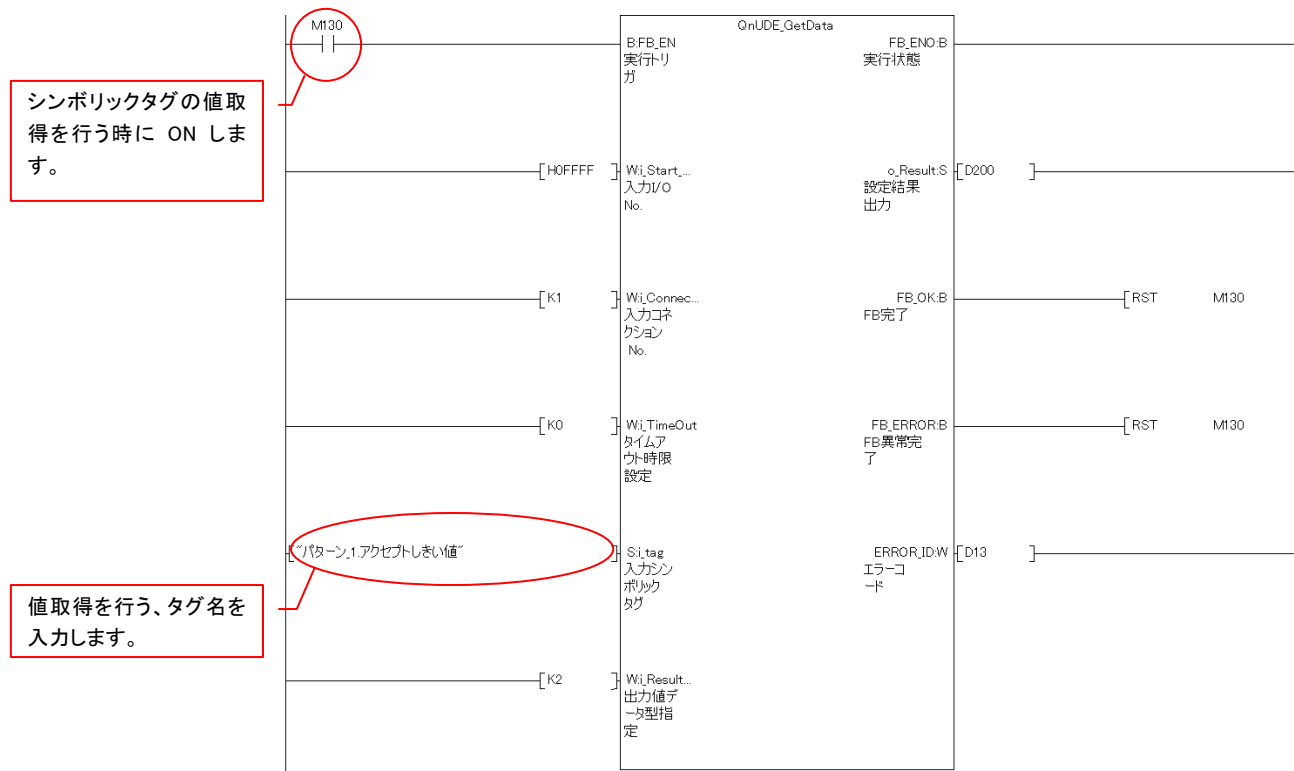 M130
QnUDE_GetData
B:FB_EN
実行トリ
ガ
FB_ENO:B
実行状態
シンボリックタグの値取
得を行う時に ON しま
す。
H0FFFF
W:i_Start_...
入力I/O
No.
o_Result:S
設定結果
出力
D200
K1
W:i_Connec...
入力コネ
クション
No.
FB_OK:B
FB完了
RST M130
K0
W:i_TimeOut
タイムア
ウト時限
設定
FB_ERROR:B
FB異常完
了
RST M130
"パターン_1.アクセプトしきい値"
S:i_tag
入力シン
ボリック
タグ
ERROR_ID:W
エラーコ
ード
D13
値取得を行う、タグ名を
入力します。
K2
W:i_Result...
出力値デ
ータ型指
定